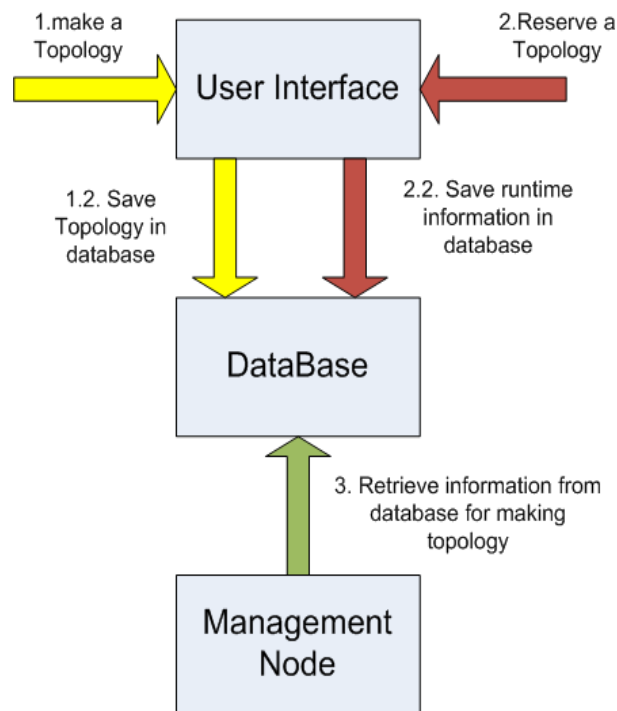 1.make a
Topology
2.Reserve a
Topology
User Interface
1.2. Save
Topology in
database
2.2. Save runtime
information in
database
DataBase
3. Retrieve information from
database for making
topology
Management
Node